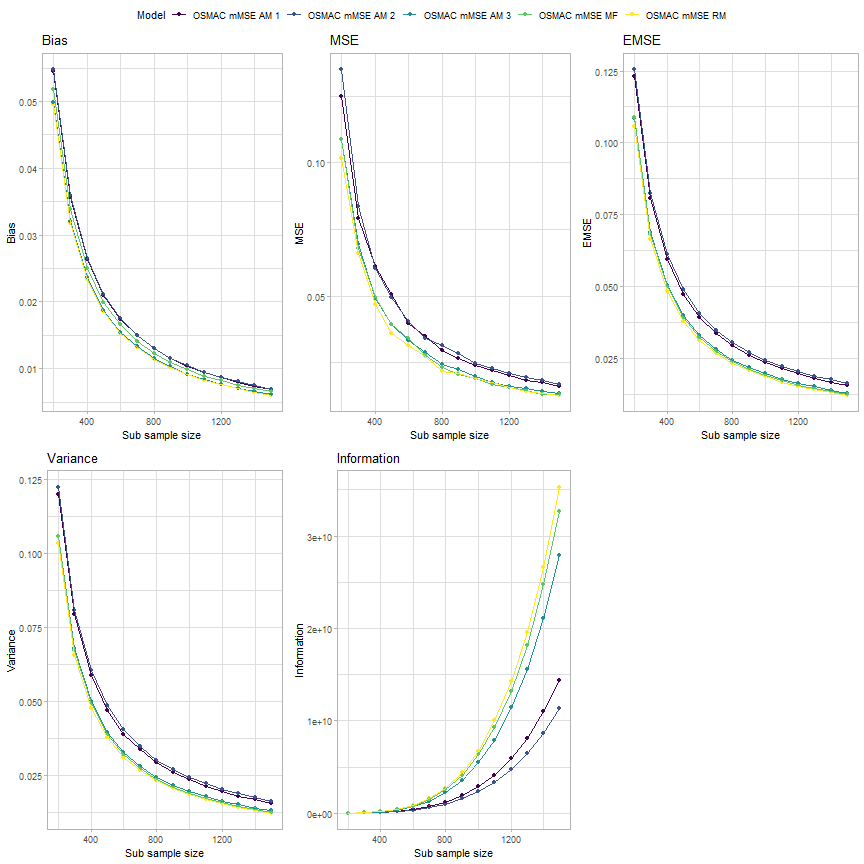 Model OSMAC mMSE AM 1 OSMAC mMSE AM 2 OSMAC mMSE AM 3 OSMAC mMSE MF OSMAC mMSE RM
Bias
MSE
EMSE
0.05
0.04
0.03
0.02
0.01
Bias
400 800 1200
Sub sample size
0.10
0.05
MSE
400 800 1200
Sub sample size
0.125
0.100
0.075
0.050
0.025
EMSE
400 800 1200
Sub sample size
Variance
Information
0.125
0.100
0.075
0.050
0.025
Variance
400 800 1200
Sub sample size
3e+10
2e+10
1e+10
0e+00
Information
400 800 1200
Sub sample size